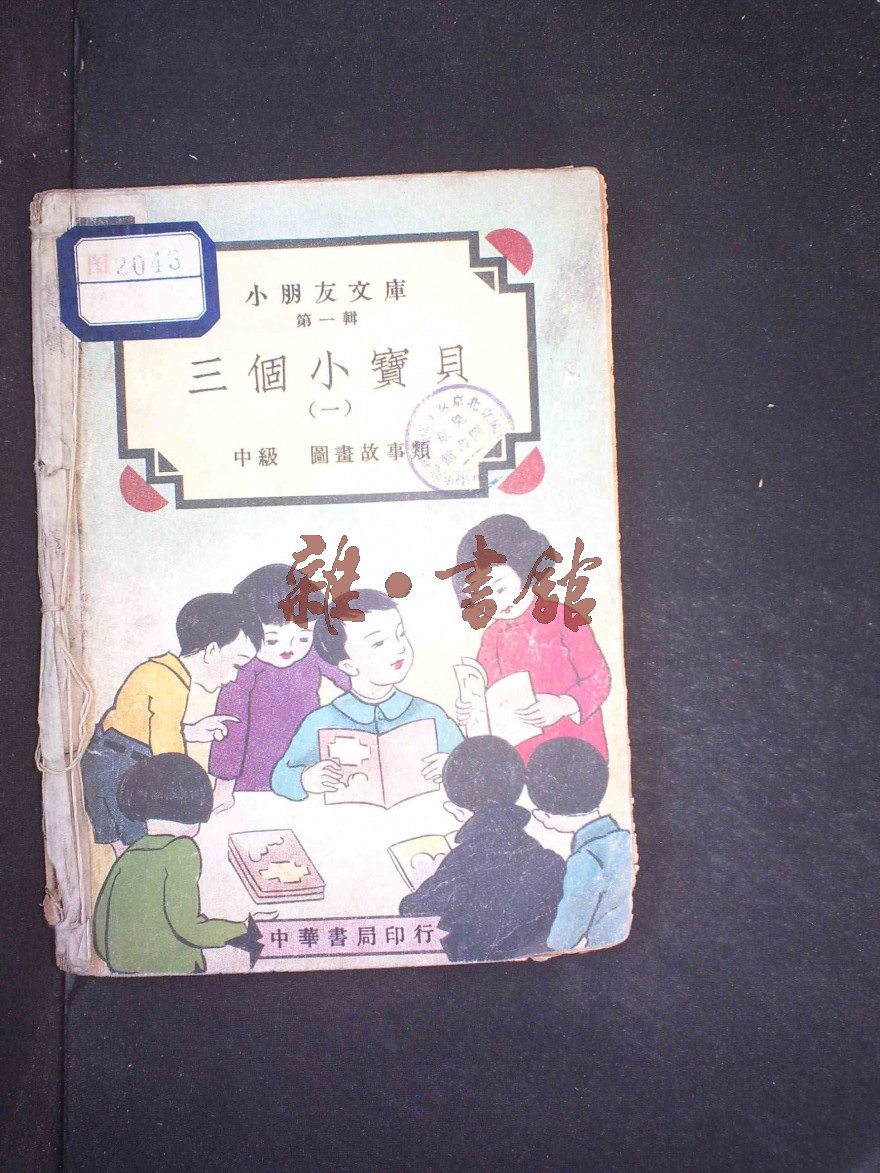 图 2046
小朋友文庫
第一輯
三個小寶貝
(一)
中級 圖畫故事類
雜·書館
中華書局印行